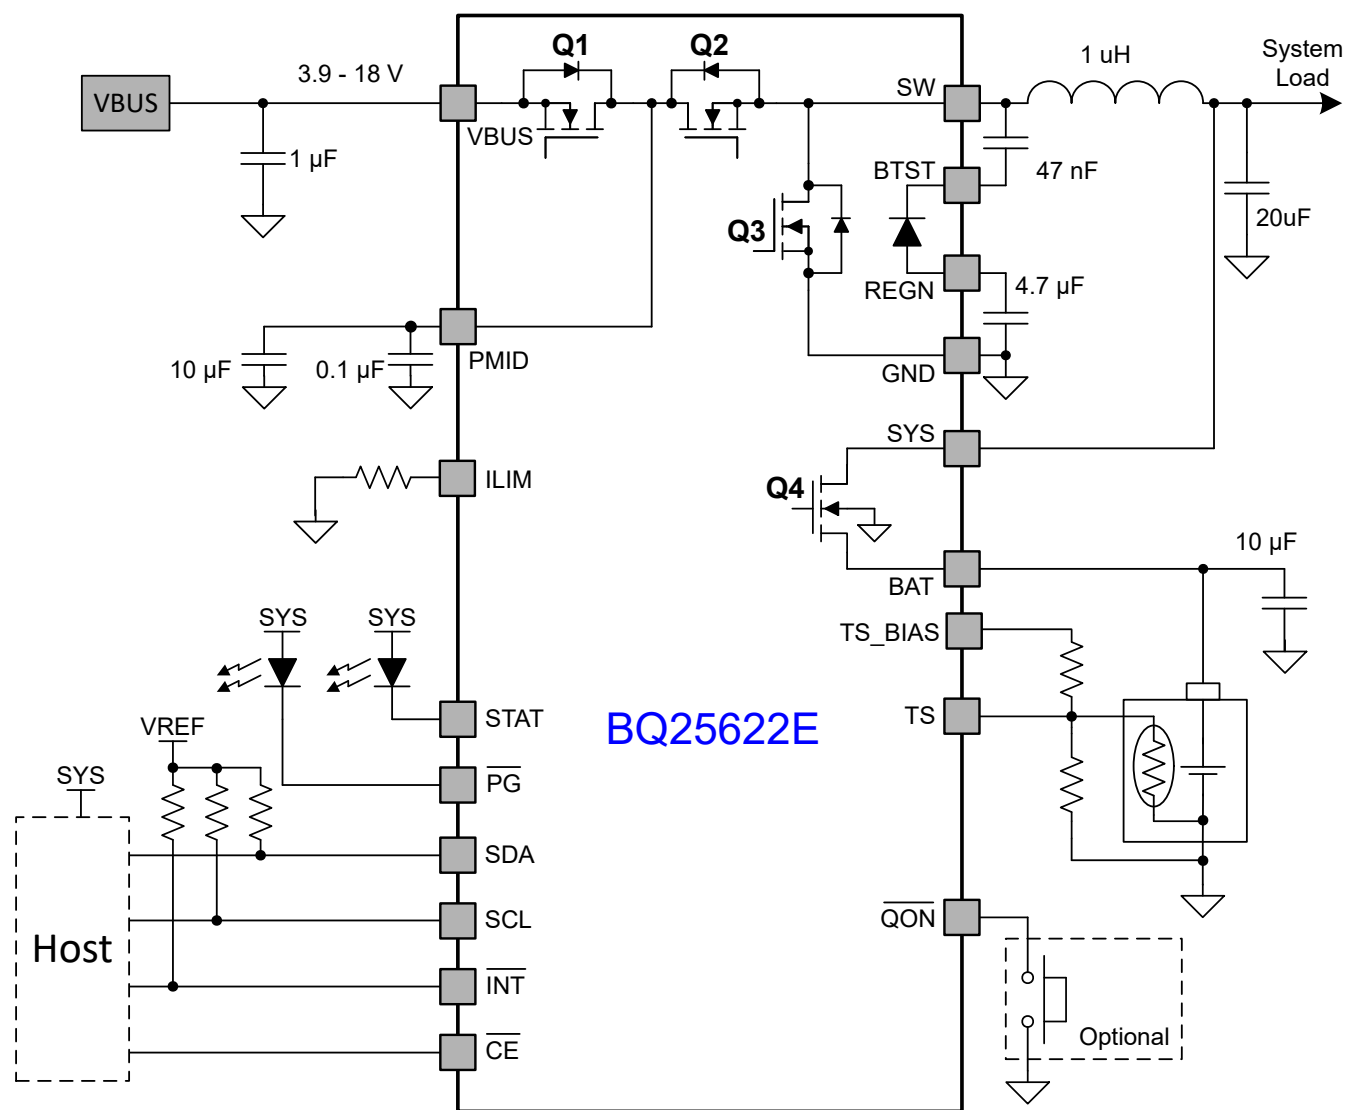 Q1
Q2
3.9 - 18 V
VBUS
VBUS
1 µF
SW
1 uH
System
Load
BTST
47 nF
20uF
Q3
REGN
4.7 µF
GND
PMID
10 µF
0.1 µF
SYS
ILIM
Q4
10 µF
BAT
SYS
SYS
TS_BIAS
STAT
BQ25622E
TS
VREF
SYS
PG
SDA
SCL
QON
Host
INT
Optional
CE